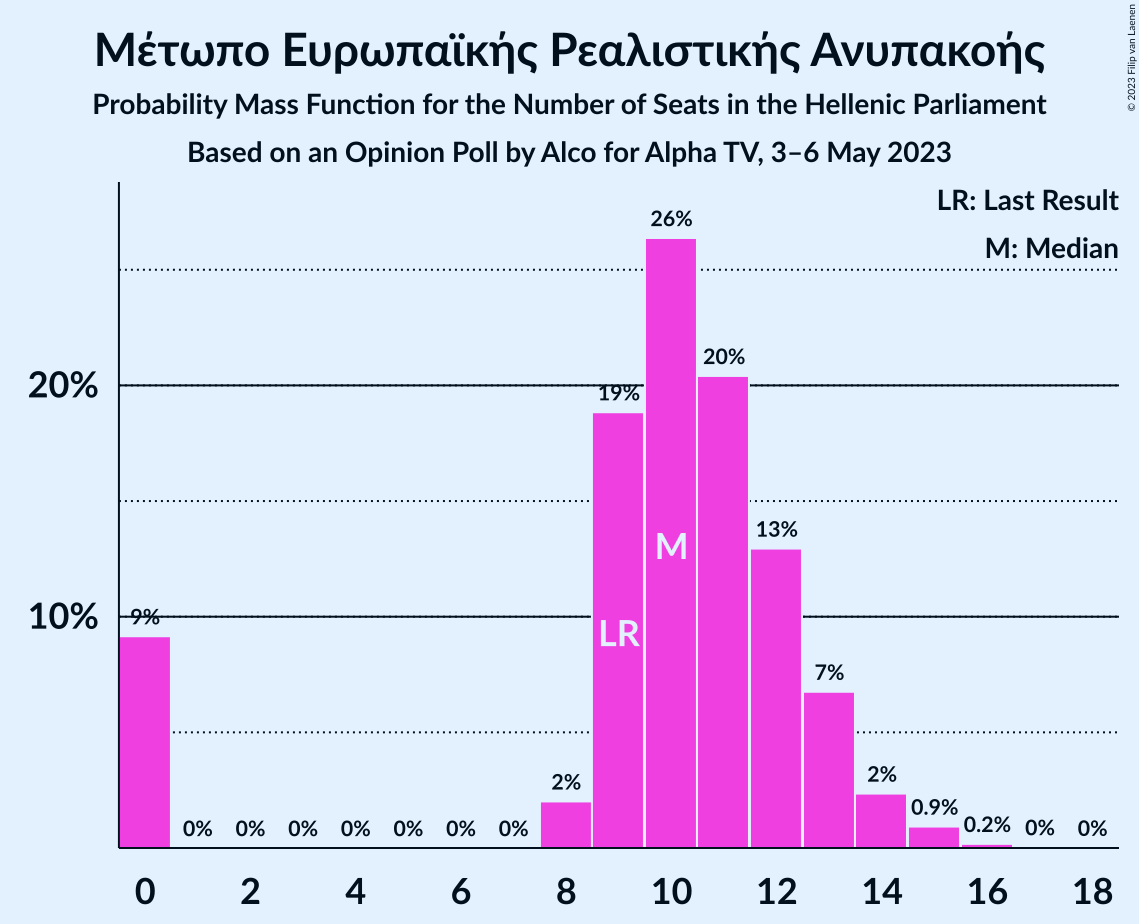 Μέτωπο Ευρωπαϊκής Ρεαλιστικής Ανυπακοής
Probability Mass Function for the Number of Seats in the Hellenic Parliament
Based on an Opinion Poll by Alco for Alpha TV, 3–6 May 2023
© 2023 Filip van Laenen
LR: Last Result
M: Median
26%
20%
20%
19%
13%
M
10%
9%
LR
7%
2%
2%
0.9%
0.2%
0% 0% 0% 0% 0% 0% 0% 0% 0%
0 2 4 6 8 10 12 14 16 18